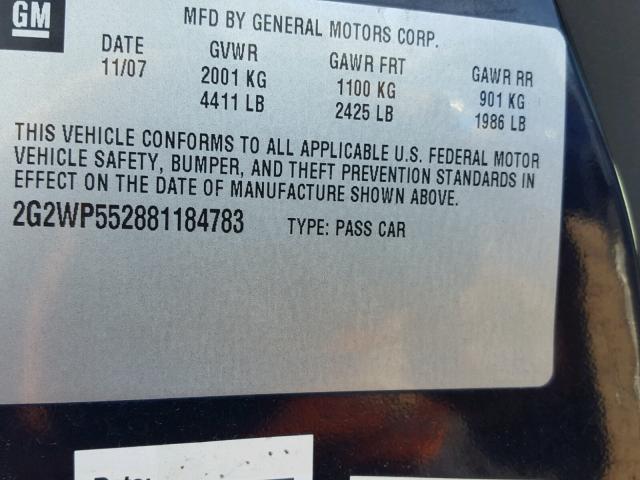 GM
MFD BY GENERAL MOTORS CORP.
DATE GVWR GAWR FRT GAWR RR
11/07 2001 KG 1100 KG 901 KG
4411 LB 2425 LB 1986 LB
THIS VEHICLE CONFORMS TO ALL APPLICABLE U.S. FEDERAL MOTOR
VEHICLE SAFETY, BUMPER, AND THEFT PREVENTION STANDARDS IN
EFFECT ON THE DATE OF MANUFACTURE SHOWN ABOVE.
2G2WP552881184783 TYPE: PASS CAR